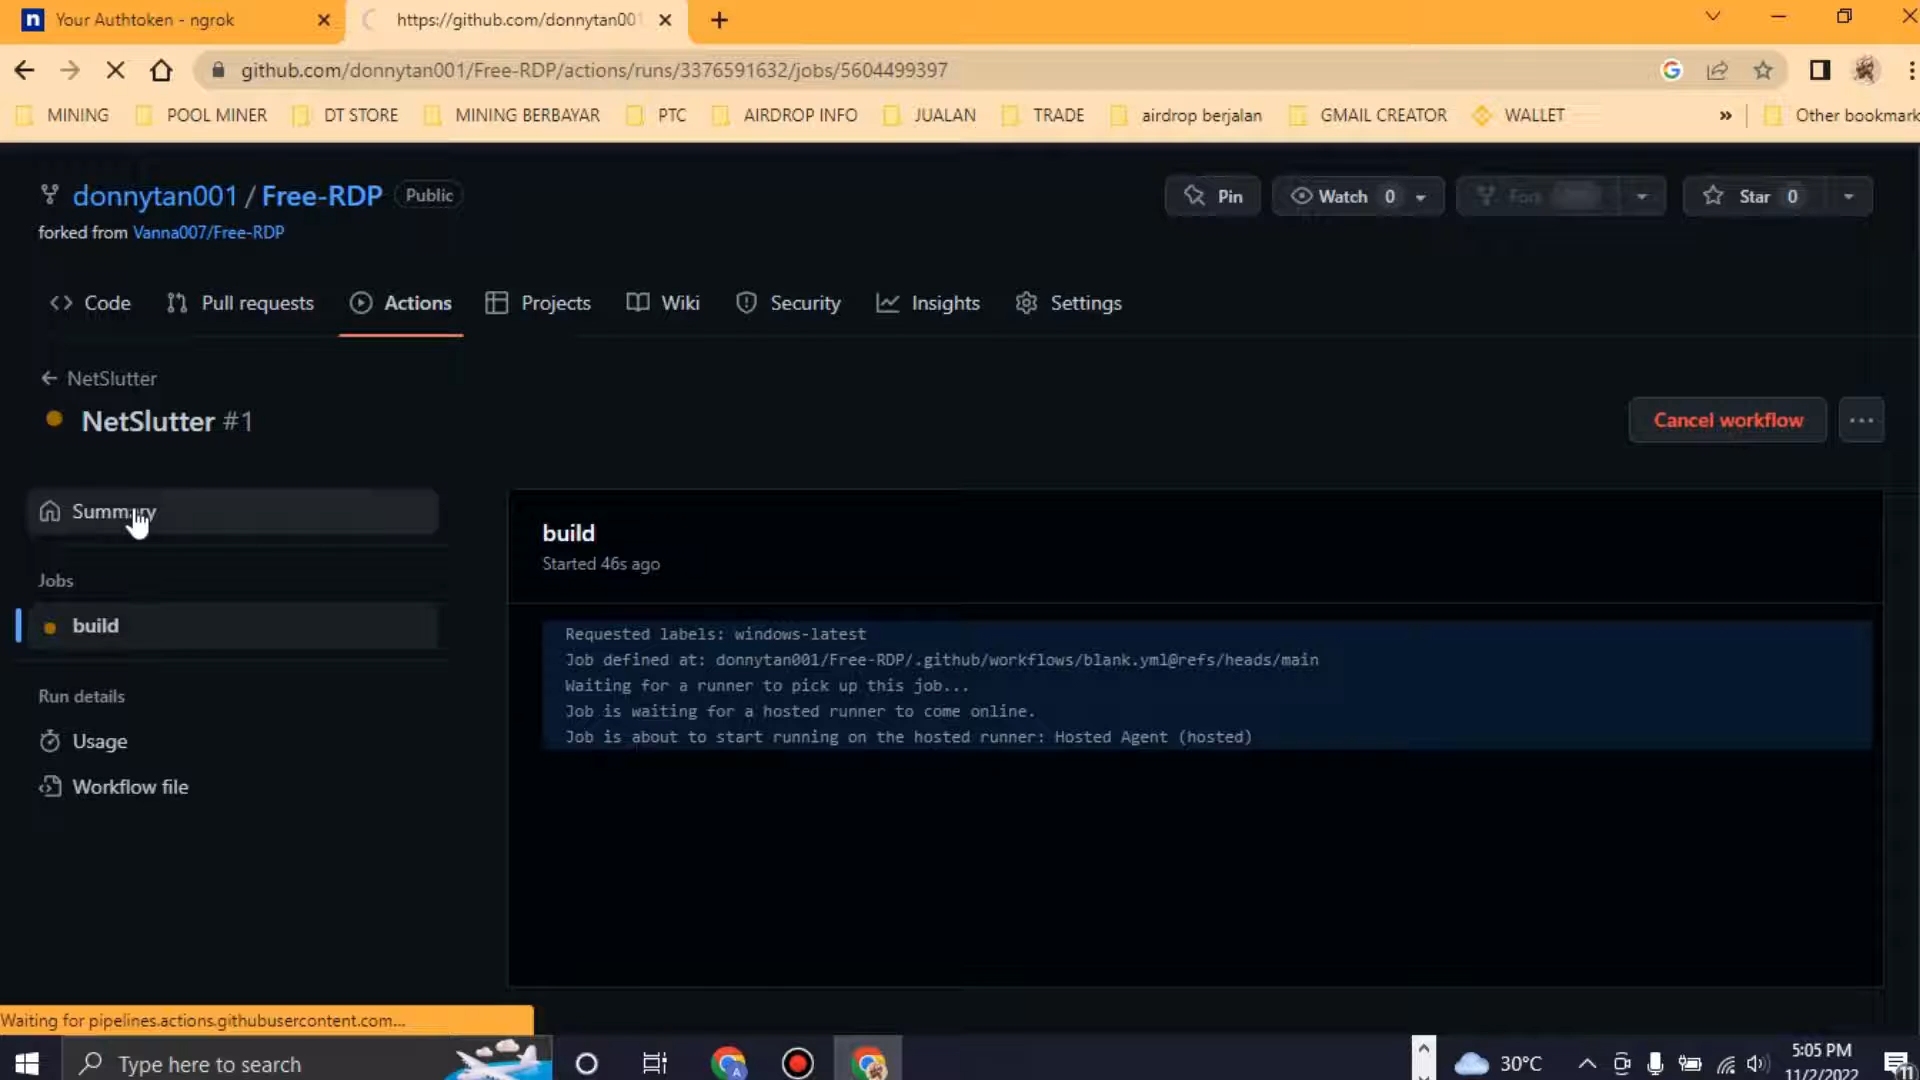 Your Authtoken - ngrok
https://github.com/donnytan001
github.com/donnytan001/Free-RDP/actions/runs/3376591632/jobs/5604499397
MINING
POOL MINER
DT STORE
MINING BERBAYAR
PTC
AIRDROP INFO
JUALAN
TRADE
airdrop berjalan
GMAIL CREATOR
WALLET
»
Other bookmark
donnytan001 / Free-RDP Public
Pin
Watch 0
Fork
Star 0
forked from Vanna007/Free-RDP
Code
Pull requests
Actions
Projects
Wiki
Security
Insights
Settings
NetSlutter
NetSlutter #1
Cancel workflow
Summary
Jobs
build
Run details
Usage
Workflow file
build
Started 46s ago
Requested labels: windows-latest
Job defined at: donnytan001/Free-RDP/.github/workflows/blank.yml@refs/heads/main
Waiting for a runner to pick up this job...
Job is waiting for a hosted runner to come online.
Job is about to start running on the hosted runner: Hosted Agent (hosted)
Waiting for pipelines.actions.githubusercontent.com...
Type here to search
30°C
5:05 PM
11/2/2022
11